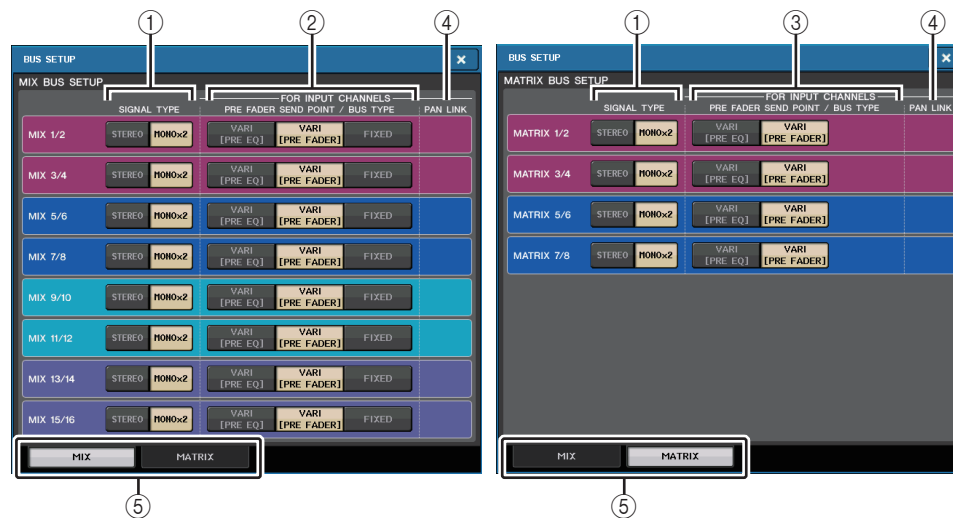 ① ② ④
BUS SETUP ×
MIX BUS SETUP
FOR INPUT CHANNELS
SIGNAL TYPE PRE FADER SEND POINT / BUS TYPE PAN LINK
MIX 1/2 STEREO MONO×2 VARI [PRE EQ] VARI [PRE FADER] FIXED
MIX 3/4 STEREO MONO×2 VARI [PRE EQ] VARI [PRE FADER] FIXED
MIX 5/6 STEREO MONO×2 VARI [PRE EQ] VARI [PRE FADER] FIXED
MIX 7/8 STEREO MONO×2 VARI [PRE EQ] VARI [PRE FADER] FIXED
MIX 9/10 STEREO MONO×2 VARI [PRE EQ] VARI [PRE FADER] FIXED
MIX 11/12 STEREO MONO×2 VARI [PRE EQ] VARI [PRE FADER] FIXED
MIX 13/14 STEREO MONO×2 VARI [PRE EQ] VARI [PRE FADER] FIXED
MIX 15/16 STEREO MONO×2 VARI [PRE EQ] VARI [PRE FADER] FIXED
MIX MATRIX
⑤
① ③ ④
BUS SETUP ×
MATRIX BUS SETUP
FOR INPUT CHANNELS
SIGNAL TYPE PRE FADER SEND POINT / BUS TYPE PAN LINK
MATRIX 1/2 STEREO MONO×2 VARI [PRE EQ] VARI [PRE FADER]
MATRIX 3/4 STEREO MONO×2 VARI [PRE EQ] VARI [PRE FADER]
MATRIX 5/6 STEREO MONO×2 VARI [PRE EQ] VARI [PRE FADER]
MATRIX 7/8 STEREO MONO×2 VARI [PRE EQ] VARI [PRE FADER]
MIX MATRIX
⑤